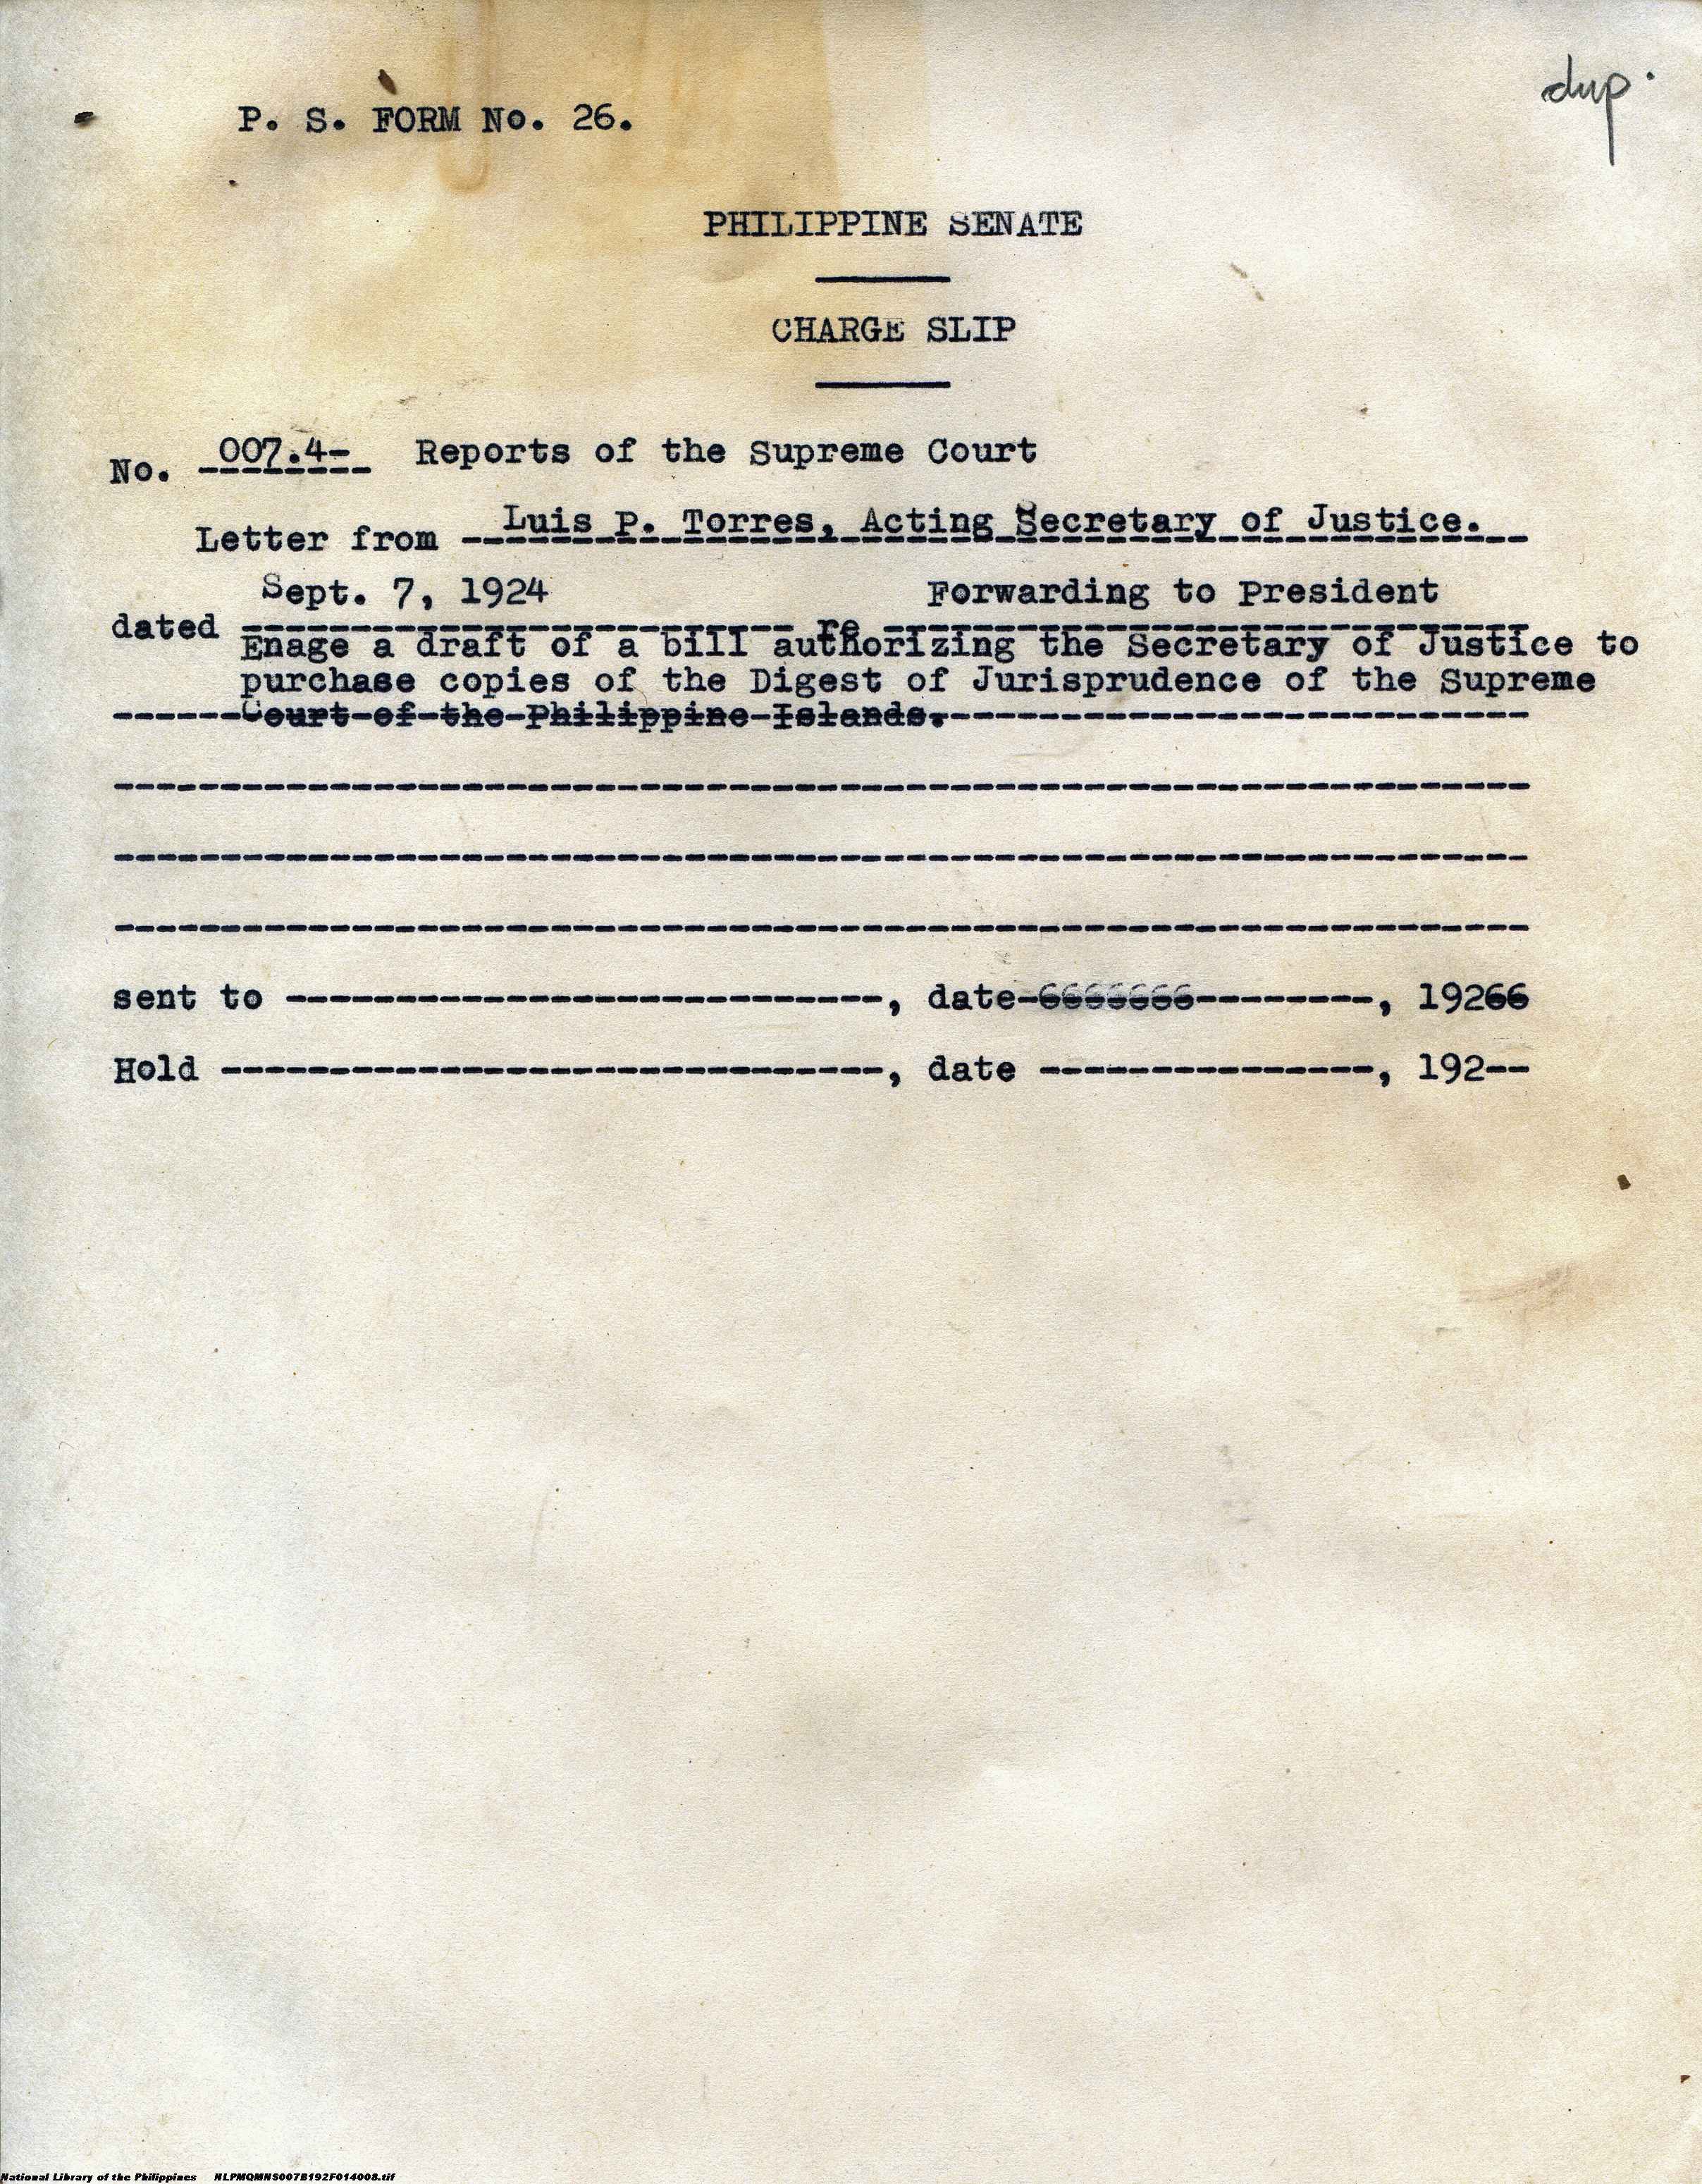 dup.
P. S. FORM No. 26.
PHILIPPINE SENATE
CHARGE SLIP
No. 007.4- Reports of the Supreme Court
Letter from Luis P. Torres, Acting Secretary of Justice.
Sept. 7, 1924 Forwarding to President
dated re
Enage a draft of a bill authorizing the Secretary of Justice to
purchase copies of the Digest of Jurisprudence of the Supreme
Court of the Philippine Islands.
sent to ----------------------------, date-6666666--------, 19266
Hold -------------------------------, date ----------------, 192--
National Library of the Philippines NLPMQMNS007B192F014008.tif